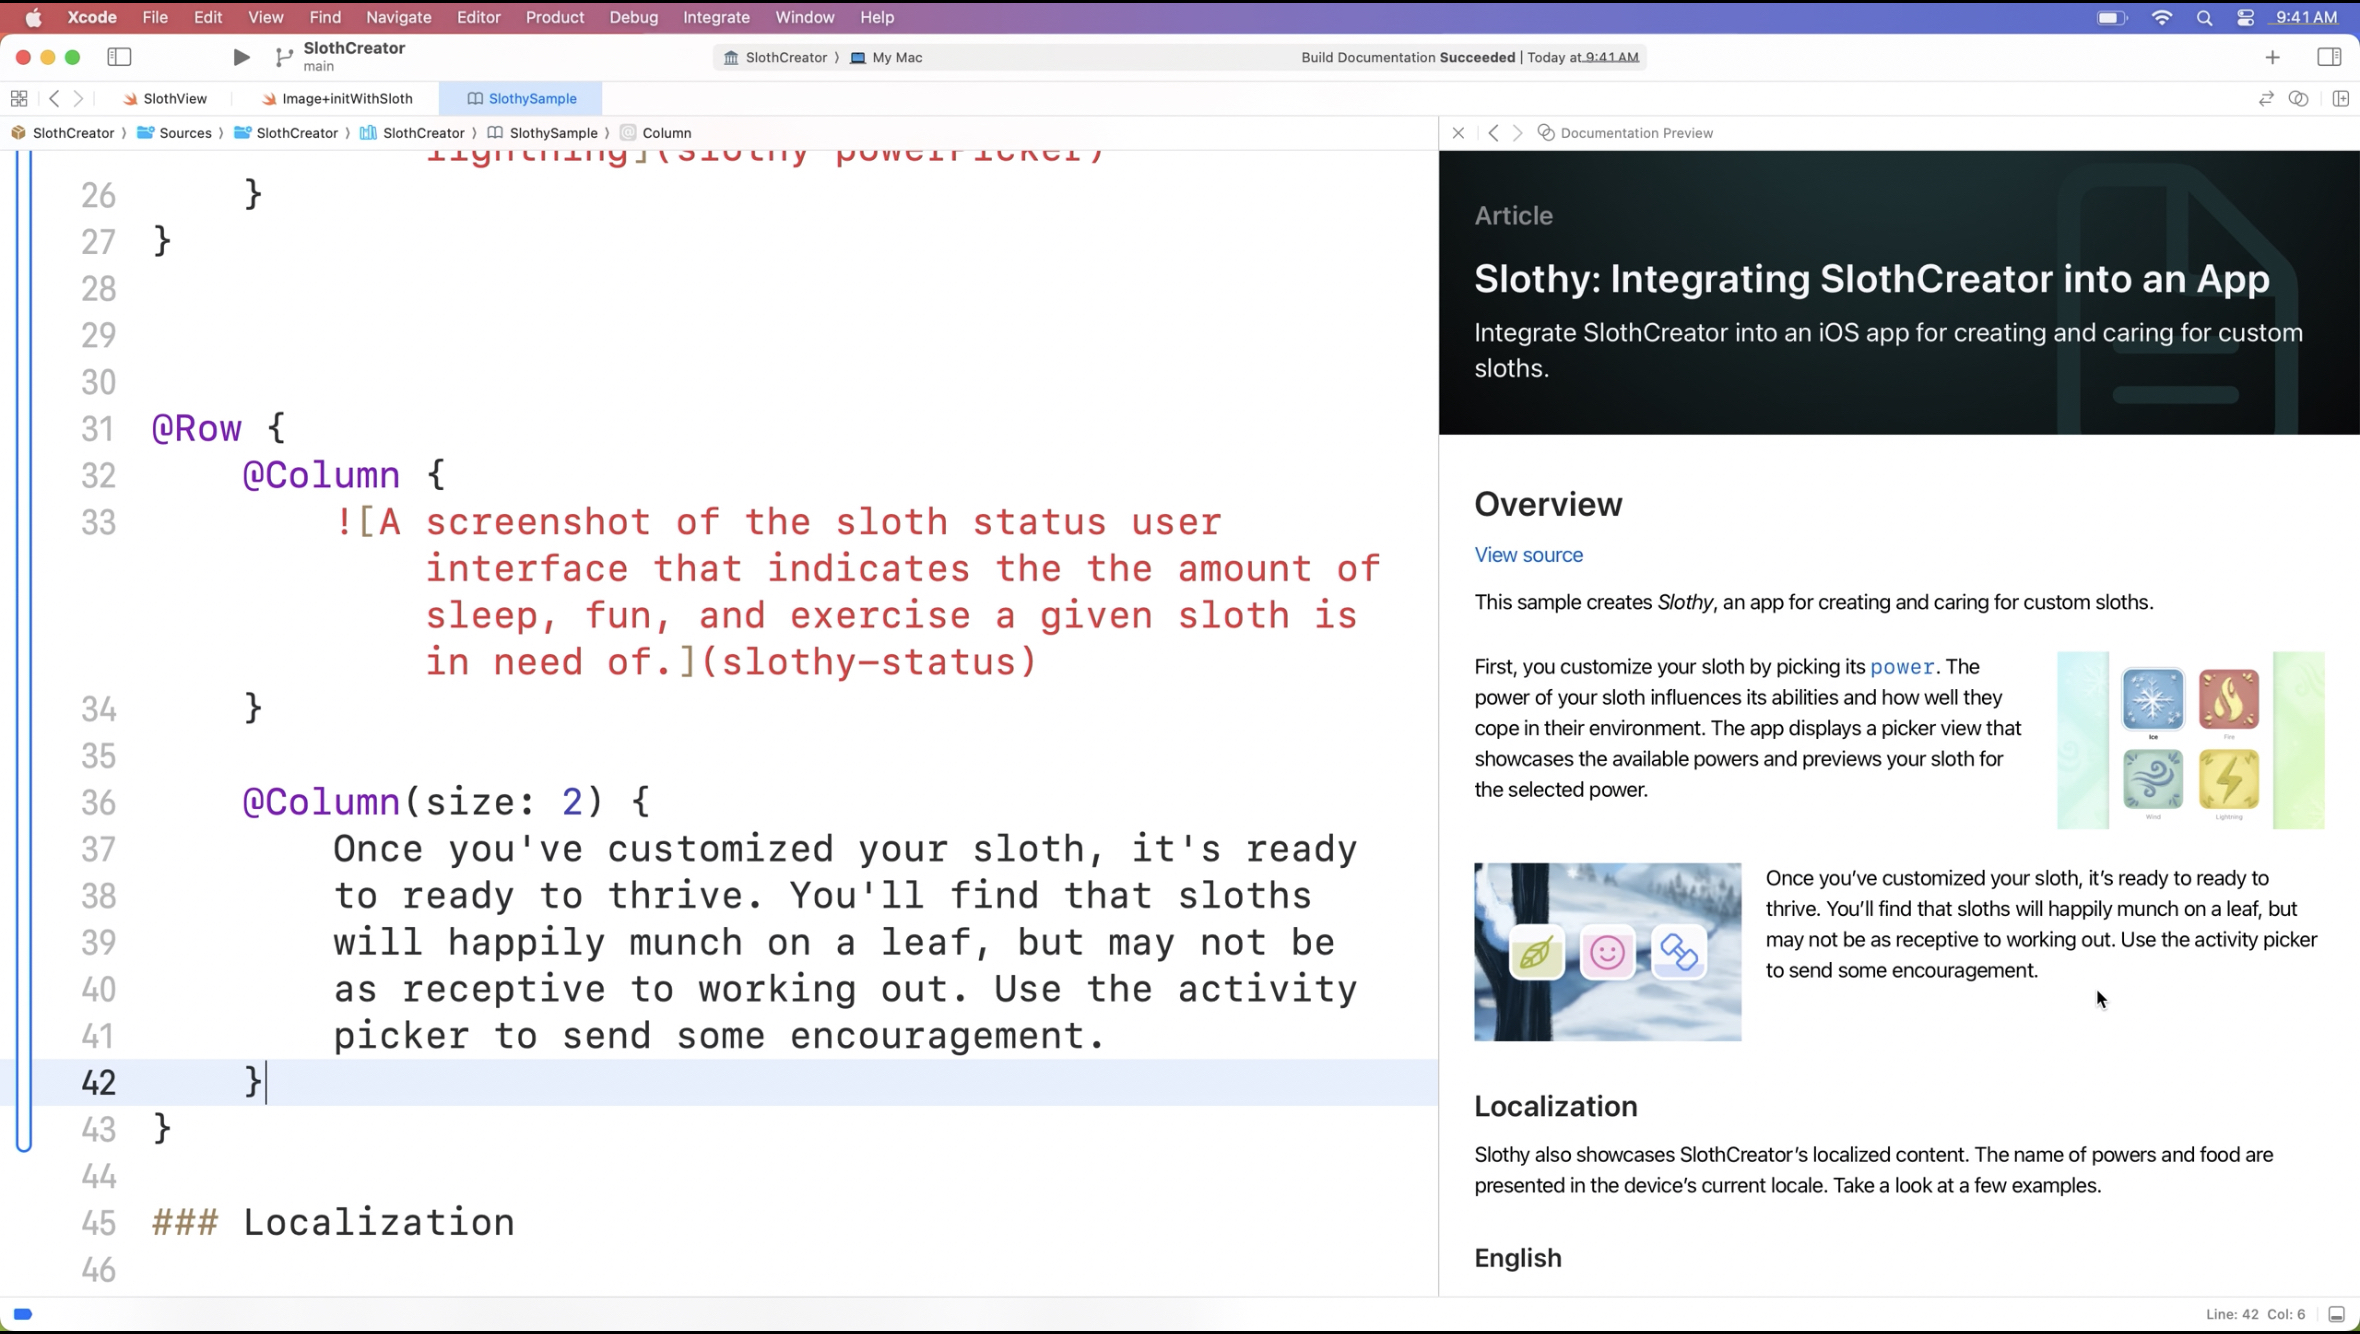 Xcode File Edit View Find Navigate Editor Product Debug Integrate Window Help 9:41 AM
SlothCreator
main
SlothCreator 〉 My Mac
Build Documentation Succeeded | Today at 9:41 AM
SlothView Image+initWithSloth SlothySample
SlothCreator 〉 Sources 〉 SlothCreator 〉 SlothCreator 〉 SlothySample 〉 Column
Documentation Preview
lightning](slothy-powerPicker)
26 }
27 }
28
29
30
31 @Row {
32 @Column {
33 ![A screenshot of the sloth status user
interface that indicates the the amount of
sleep, fun, and exercise a given sloth is
in need of.](slothy-status)
34 }
35
36 @Column(size: 2) {
37 Once you've customized your sloth, it's ready
38 to ready to thrive. You'll find that sloths
39 will happily munch on a leaf, but may not be
40 as receptive to working out. Use the activity
41 picker to send some encouragement.
42 }
43 }
44
45 ### Localization
46
Article
Slothy: Integrating SlothCreator into an App
Integrate SlothCreator into an iOS app for creating and caring for custom
sloths.
Overview
View source
This sample creates Slothy, an app for creating and caring for custom sloths.
First, you customize your sloth by picking its power. The
power of your sloth influences its abilities and how well they
cope in their environment. The app displays a picker view that
showcases the available powers and previews your sloth for
the selected power.
Ice Fire
Wind Lightning
Once you’ve customized your sloth, it’s ready to ready to
thrive. You’ll find that sloths will happily munch on a leaf, but
may not be as receptive to working out. Use the activity picker
to send some encouragement.
Localization
Slothy also showcases SlothCreator’s localized content. The name of powers and food are
presented in the device’s current locale. Take a look at a few examples.
English
Line: 42 Col: 6